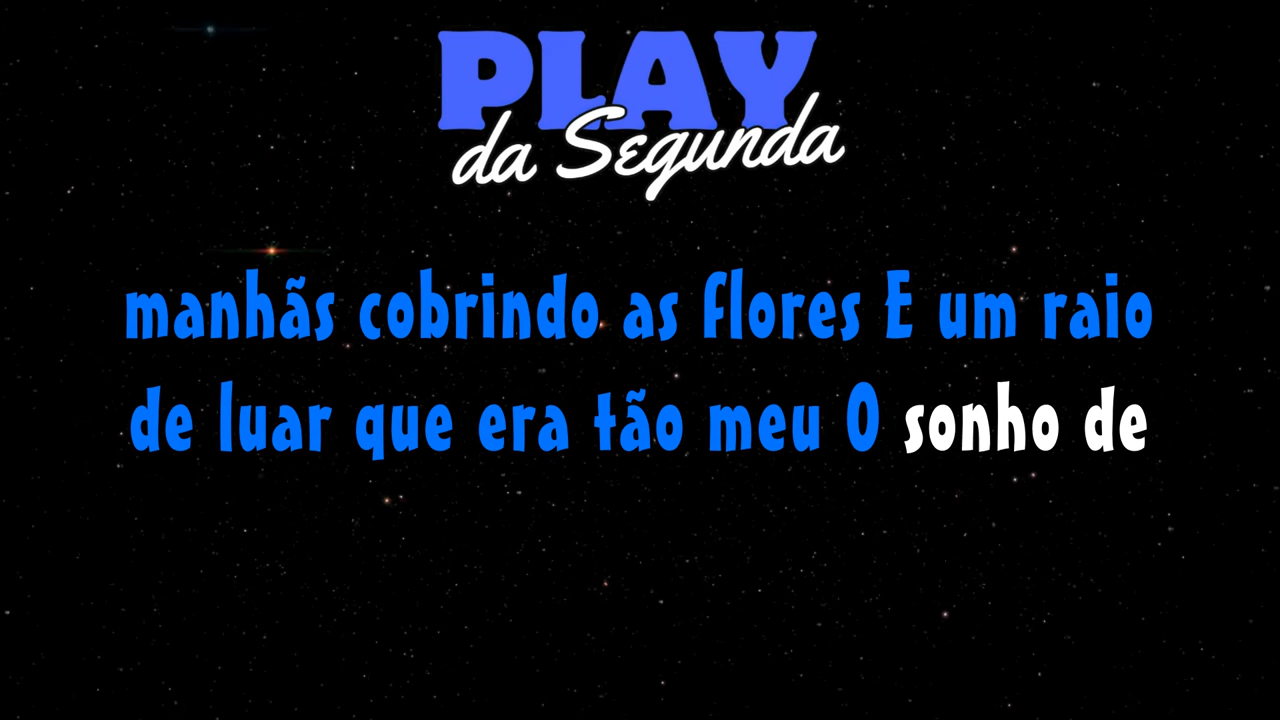 PLAY
da Segunda
manhãs cobrindo as flores E um raio
de luar que era tão meu O sonho de